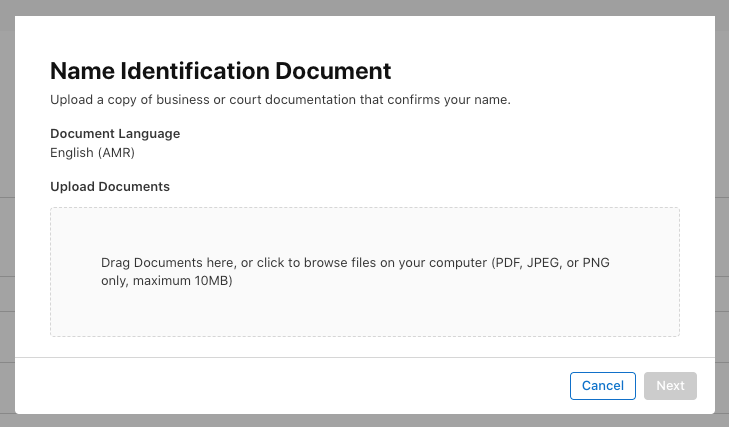 Name Identification Document
Upload a copy of business or court documentation that confirms your name.
Document Language
English (AMR)
Upload Documents
Drag Documents here, or click to browse files on your computer (PDF, JPEG, or PNG
only, maximum 10MB)
Cancel
Next